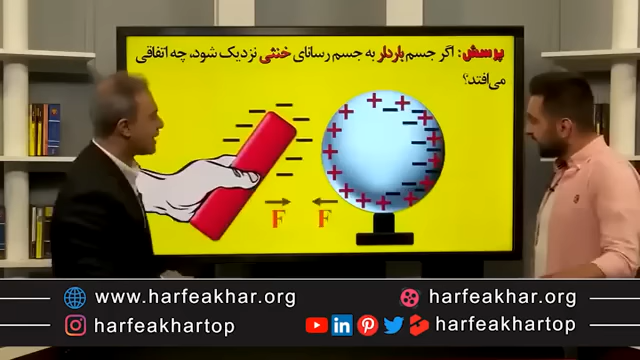 پرسش: اگر جسم باردار به جسم رسانای خنثی نزدیک شود، چه اتفاقی
می‌افتد؟
F F
www.harfeakhar.org
harfeakhar.org
harfeakhartop
harfeakhartop